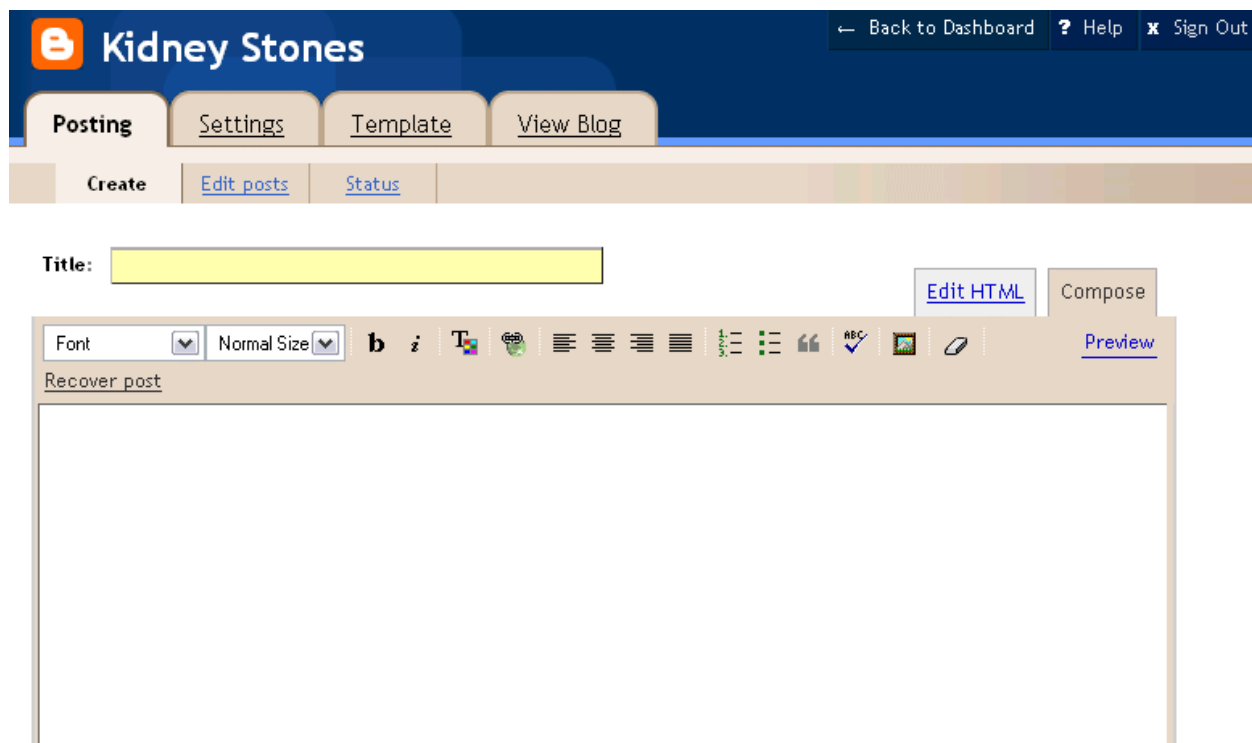 Kidney Stones
← Back to Dashboard ? Help x Sign Out
Posting Settings Template View Blog
Create Edit posts Status
Title:
Edit HTML Compose
Font Normal Size b i T ABC Preview
Recover post